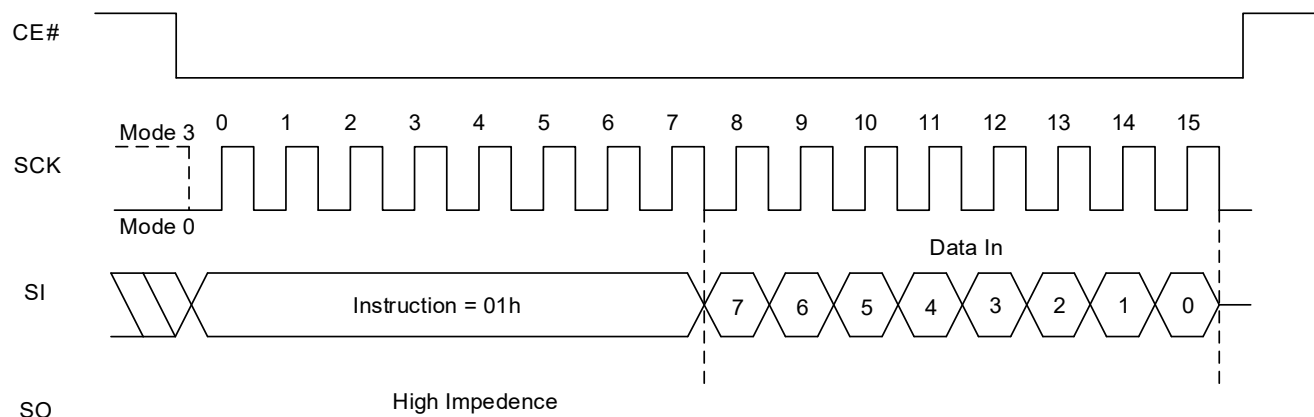 CE#
Mode 3
0 1 2 3 4 5 6 7 8 9 10 11 12 13 14 15
SCK
Mode 0
Data In
SI
Instruction = 01h
7 6 5 4 3 2 1 0
High Impedence
SO